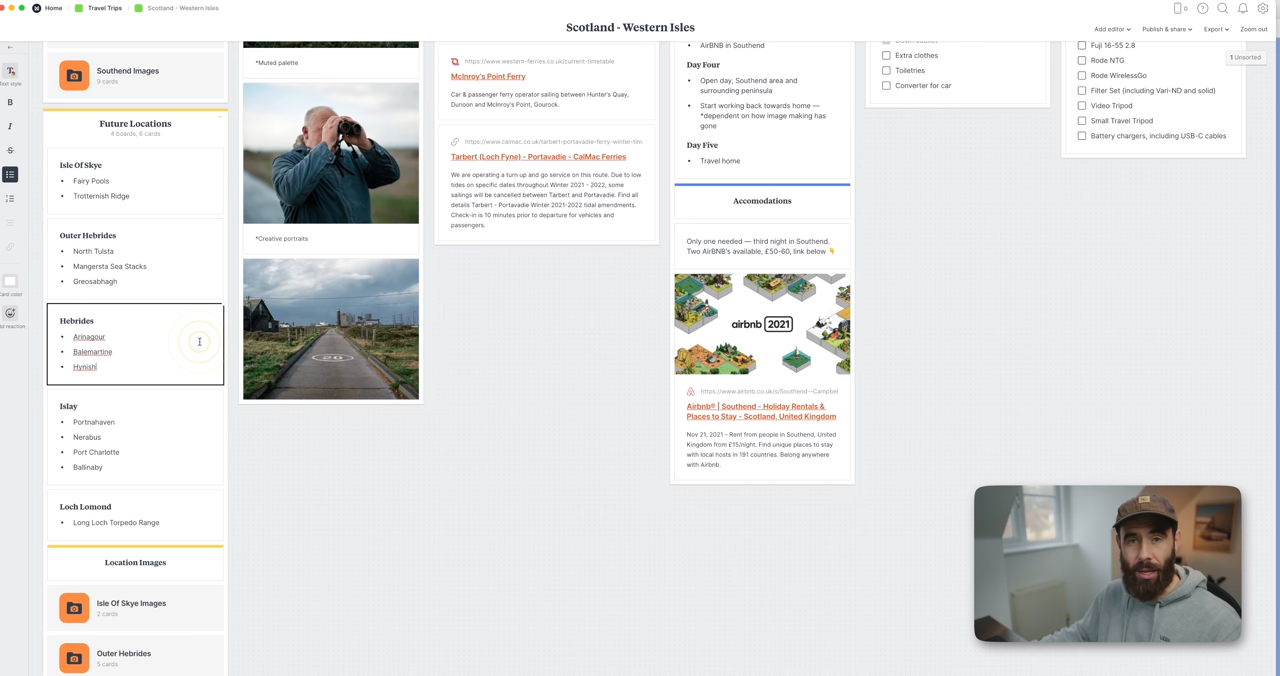 Home
Travel Trips
Scotland - Western Isles
0
Scotland - Western Isles
Add editor
Publish & share
Export
Zoom out
1 Unsorted
B
I
S
Southend Images
9 cards
Future Locations
4 boards, 6 cards
Isle Of Skye
• Fairy Pools
• Trotternish Ridge
Outer Hebrides
• North Tulsta
• Mangersta Sea Stacks
• Greosabhagh
Hebrides
• Arinagour
• Balemartine
• Hynish
Islay
• Portnahaven
• Nerabus
• Port Charlotte
• Ballinaby
Loch Lomond
• Long Loch Torpedo Range
Location Images
Isle Of Skye Images
2 cards
Outer Hebrides
5 cards
*Muted palette
*Creative portraits
20
https://www.western-ferries.co.uk/current-timetable
McInroy's Point Ferry
Car & passenger ferry operator sailing between Hunter's Quay,
Dunoon and McInroy's Point, Gourock.
https://www.calmac.co.uk/tarbert-portavadie-ferry-winter-tim
Tarbert (Loch Fyne) - Portavadie - CalMac Ferries
We are operating a turn up and go service on this route. Due to low
tides on specific dates throughout Winter 2021 - 2022, some
sailings will be cancelled between Tarbert and Portavadie. Find all
details Tarbert - Portavadie Winter 2021-2022 tidal amendments.
Check-in is 10 minutes prior to departure for vehicles and
passengers.
• AirBNB in Southend
Day Four
• Open day, Southend area and
surrounding peninsula
• Start working back towards home —
*dependent on how image making has
gone
Day Five
• Travel home
Accomodations
Only one needed — third night in Southend.
Two AirBNB's available, £50-60, link below 👇
airbnb 2021
https://www.airbnb.co.uk/s/Southend--Campbel
Airbnb® | Southend - Holiday Rentals &
Places to Stay - Scotland, United Kingdom
Nov 21, 2021 - Rent from people in Southend, United
Kingdom from £15/night. Find unique places to stay
with local hosts in 191 countries. Belong anywhere
with Airbnb.
Extra clothes
Toiletries
Converter for car
Fuji 16-55 2.8
Rode NTG
Rode WirelessGo
Filter Set (including Vari-ND and solid)
Video Tripod
Small Travel Tripod
Battery chargers, including USB-C cables